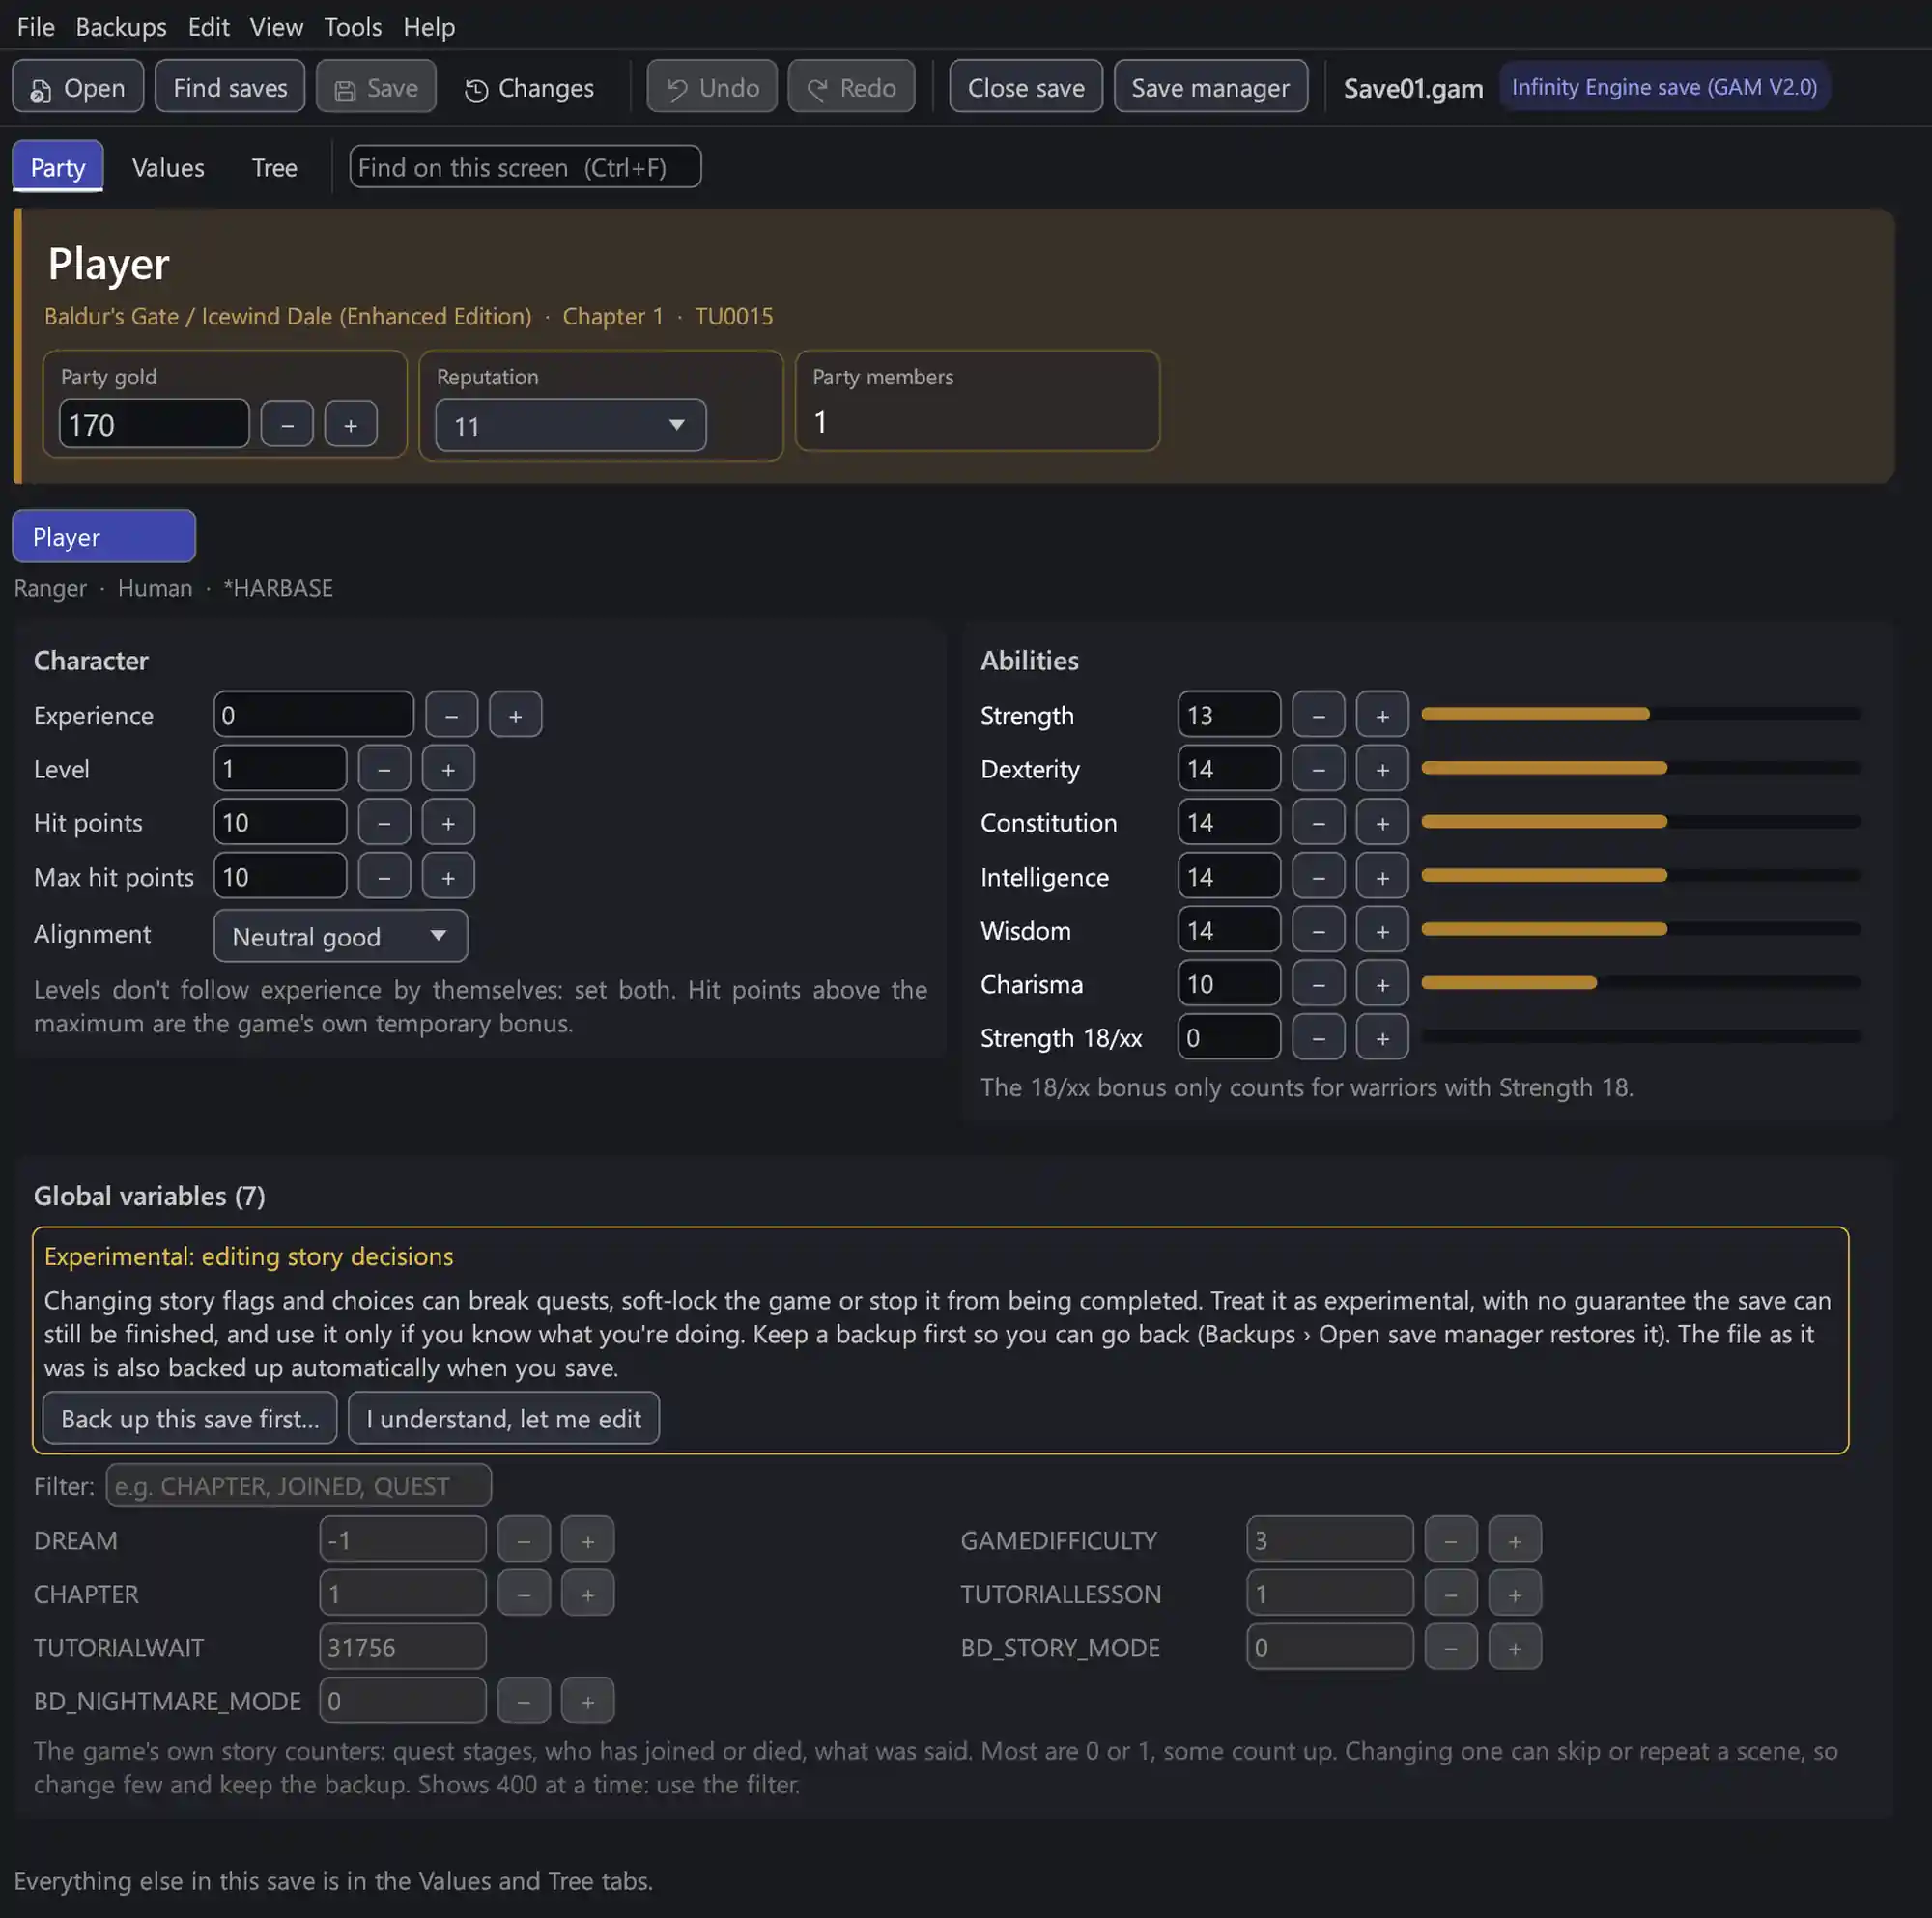 File Backups Edit View Tools Help
Open Find saves Save Changes Undo Redo Close save Save manager Save01.gam Infinity Engine save (GAM V2.0)
Party Values Tree Find on this screen (Ctrl+F)
Player
Baldur's Gate / Icewind Dale (Enhanced Edition) · Chapter 1 · TU0015
Party gold Reputation Party members
170 − + 11 1
Player
Ranger · Human · *HARBASE
Character
Experience 0 − +
Level 1 − +
Hit points 10 − +
Max hit points 10 − +
Alignment Neutral good
Levels don't follow experience by themselves: set both. Hit points above the
maximum are the game's own temporary bonus.
Abilities
Strength 13 − +
Dexterity 14 − +
Constitution 14 − +
Intelligence 14 − +
Wisdom 14 − +
Charisma 10 − +
Strength 18/xx 0 − +
The 18/xx bonus only counts for warriors with Strength 18.
Global variables (7)
Experimental: editing story decisions
Changing story flags and choices can break quests, soft-lock the game or stop it from being completed. Treat it as experimental, with no guarantee the save can
still be finished, and use it only if you know what you're doing. Keep a backup first so you can go back (Backups › Open save manager restores it). The file as it
was is also backed up automatically when you save.
Back up this save first... I understand, let me edit
Filter: e.g. CHAPTER, JOINED, QUEST
DREAM -1 − + GAMEDIFFICULTY 3 − +
CHAPTER 1 − + TUTORIALLESSON 1 − +
TUTORIALWAIT 31756 BD_STORY_MODE 0 − +
BD_NIGHTMARE_MODE 0 − +
The game's own story counters: quest stages, who has joined or died, what was said. Most are 0 or 1, some count up. Changing one can skip or repeat a scene, so
change few and keep the backup. Shows 400 at a time: use the filter.
Everything else in this save is in the Values and Tree tabs.